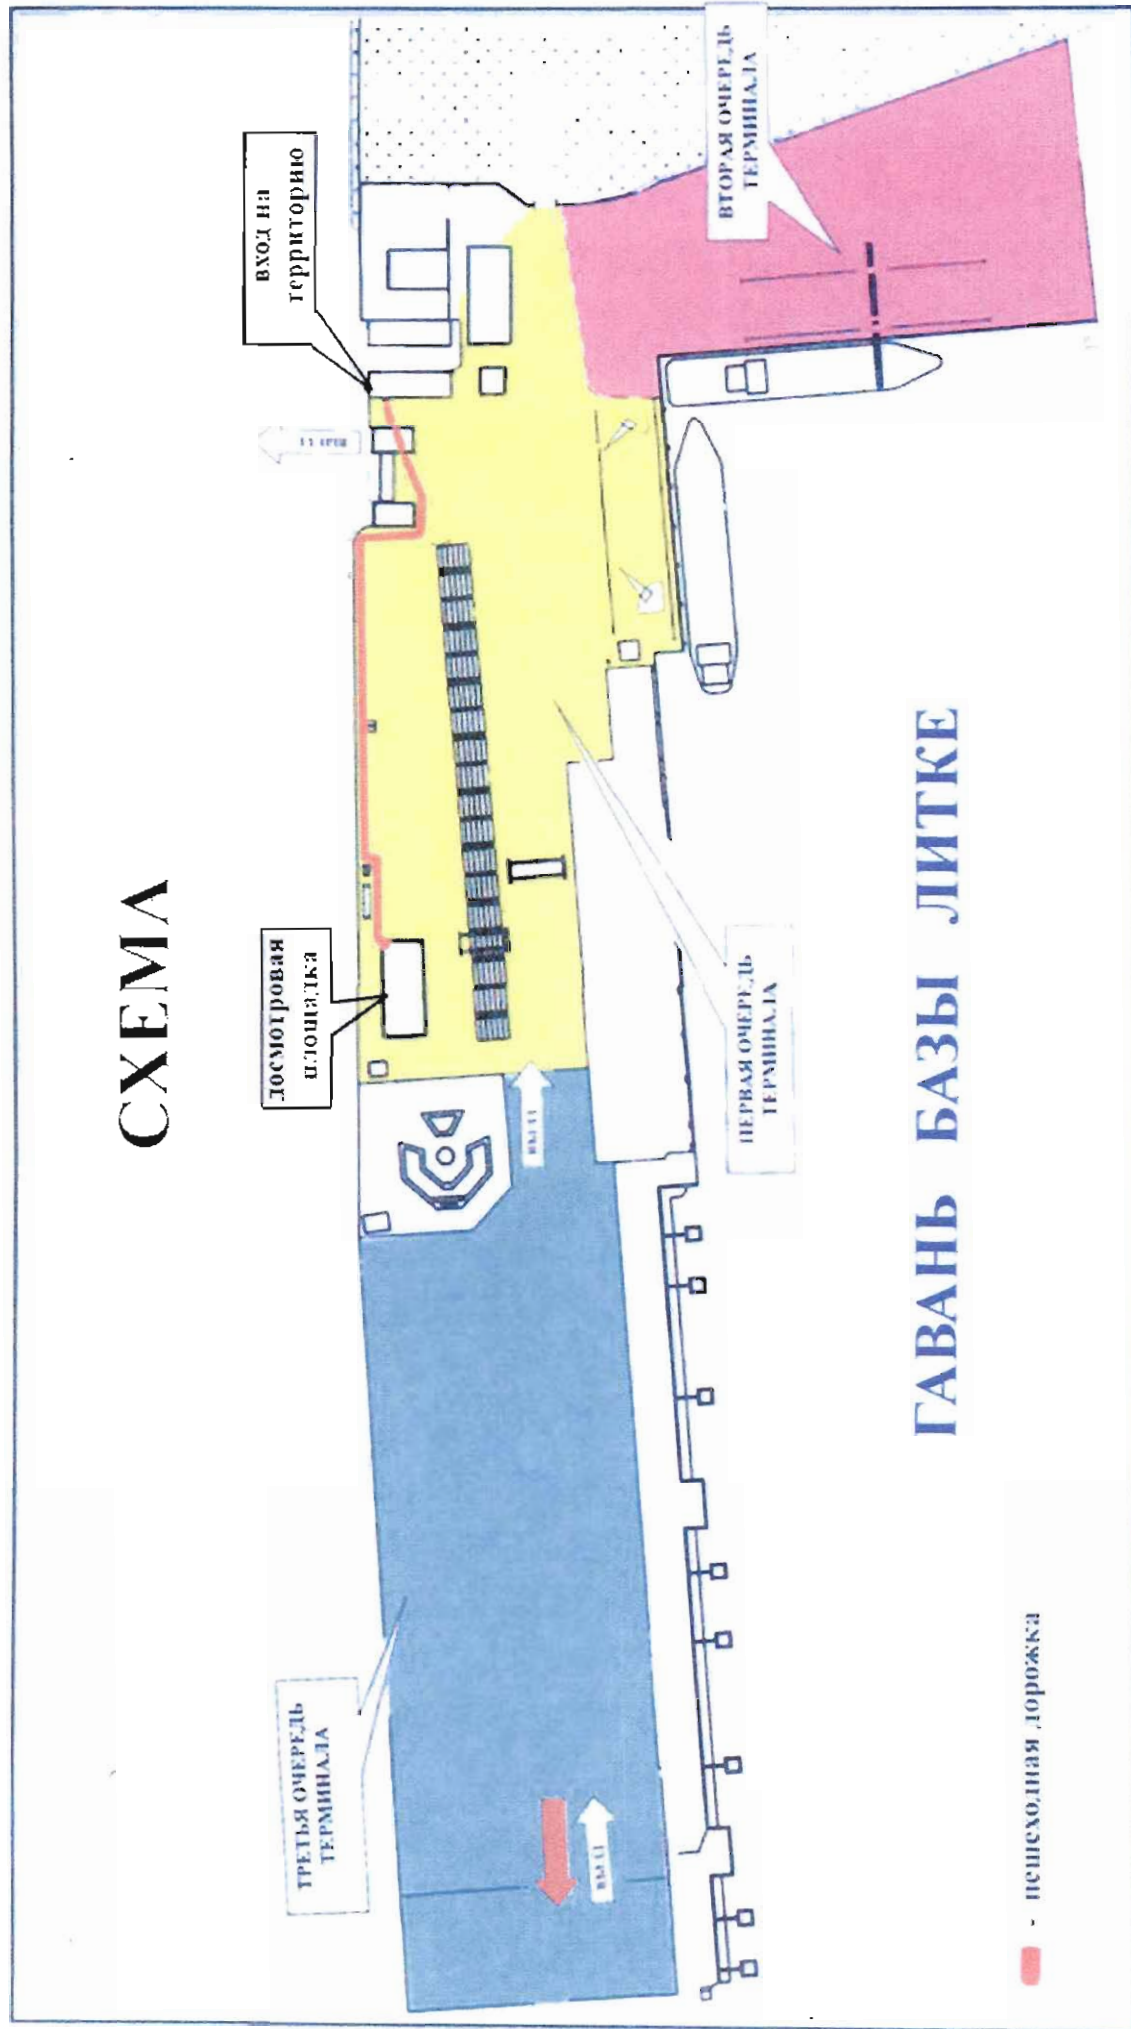 СХЕМА
вход на
территорию
досмотровая
площадка
ТРЕТЬЯ ОЧЕРЕДЬ
ТЕРМИНАЛА
ВТОРАЯ ОЧЕРЕДЬ
ТЕРМИНАЛА
ПЕРВАЯ ОЧЕРЕДЬ
ТЕРМИНАЛА
ГАВАНЬ БАЗЫ ЛИТКЕ
- пешеходная дорожка